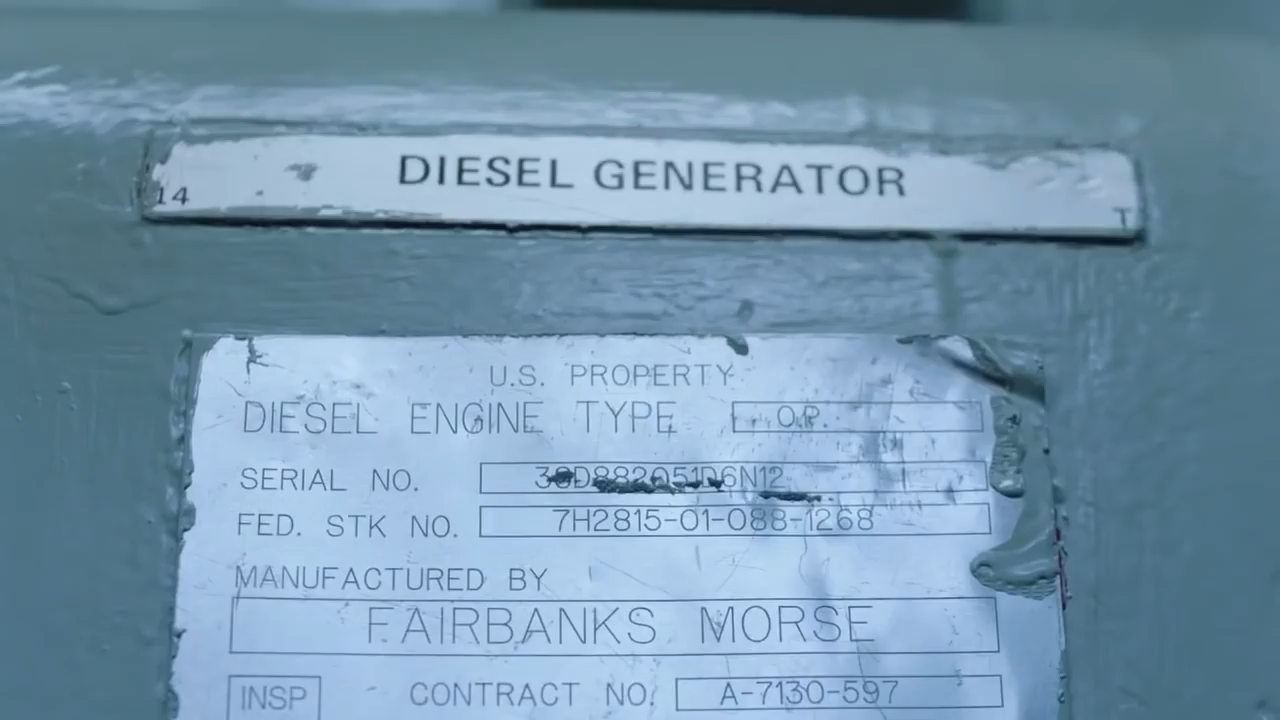 DIESEL GENERATOR
14
T
U.S. PROPERTY
DIESEL ENGINE TYPE O.P.
SERIAL NO. 38D882051D6N12
FED. STK NO. 7H2815-01-088-1268
MANUFACTURED BY
FAIRBANKS MORSE
INSP CONTRACT NO. A-7130-597